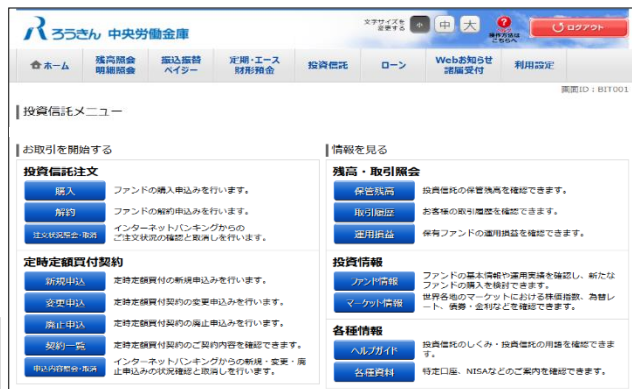 ろうきん 中央労働金庫
文字サイズを
変更する
小 中 大
?
操作方法は
こちらへ
ログアウト
ホーム
残高照会
明細照会
振込振替
ペイジー
定期・エース
財形預金
投資信託
ローン
Webお知らせ
諸届受付
利用設定
画面ID：BIT001
投資信託メニュー
お取引を開始する
投資信託注文
購入 ファンドの購入申込みを行います。
解約 ファンドの解約申込みを行います。
注文状況照会・取消 インターネットバンキングからの
ご注文状況の確認と取消しを行います。
定時定額買付契約
新規申込 定時定額買付の新規申込みを行います。
変更申込 定時定額買付契約の変更申込みを行います。
廃止申込 定時定額買付契約の廃止申込みを行います。
契約一覧 定時定額買付契約のご契約内容を確認できます。
申込内容照会・取消 インターネットバンキングからの新規・変更・廃
止申込みの状況確認と取消しを行います。
情報を見る
残高・取引照会
保管残高 投資信託の保管残高を確認できます。
取引履歴 お客様の取引履歴を確認できます。
運用損益 保有ファンドの運用損益を確認できます。
投資情報
ファンド情報 ファンドの基本情報や運用実績を確認し、新たな
ファンドの購入を検討できます。
マーケット情報 世界各地のマーケットにおける株価指数、為替レ
ート、債券・金利などを確認できます。
各種情報
ヘルプガイド 投資信託のしくみ・投資信託の用語を確認できま
す。
各種資料 特定口座、NISAなどのご案内を確認できます。